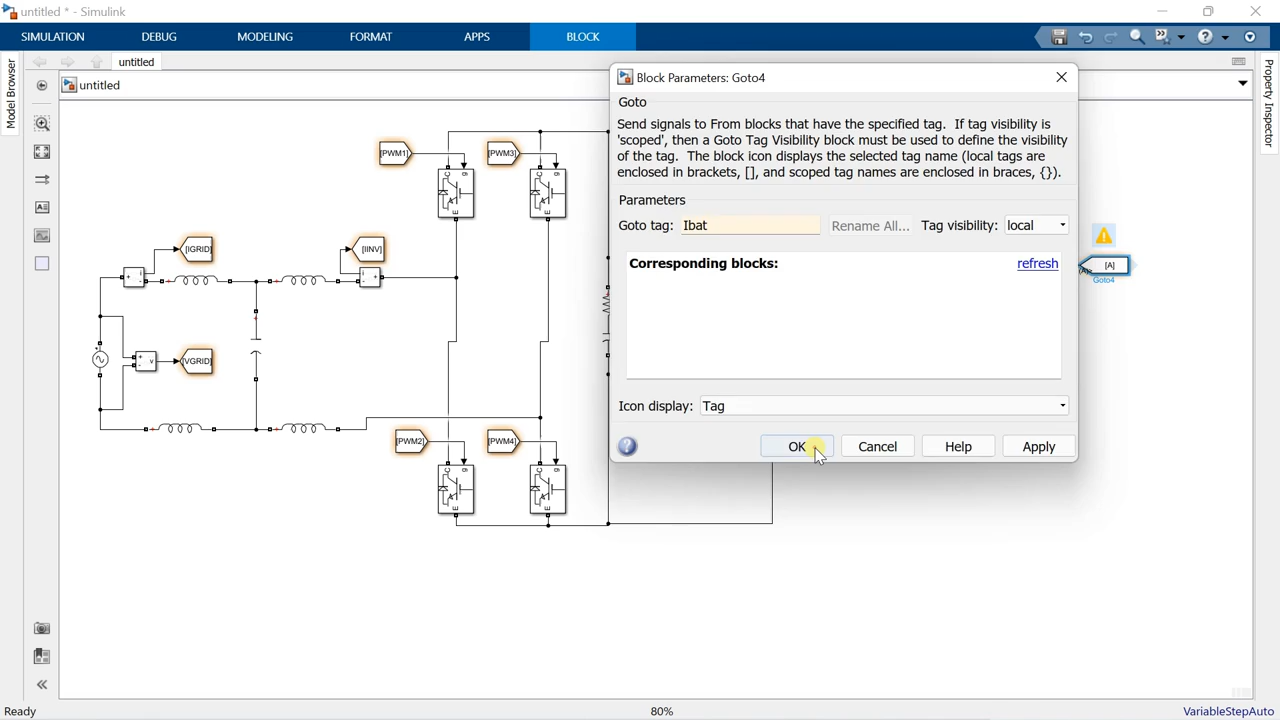 untitled * - Simulink
SIMULATION DEBUG MODELING FORMAT APPS BLOCK
untitled
Model Browser
untitled
Property Inspector
Block Parameters: Goto4
Goto
Send signals to From blocks that have the specified tag. If tag visibility is
'scoped', then a Goto Tag Visibility block must be used to define the visibility
of the tag. The block icon displays the selected tag name (local tags are
enclosed in brackets, [], and scoped tag names are enclosed in braces, {}).
Parameters
Goto tag: Ibat Rename All... Tag visibility: local
Corresponding blocks: refresh
Icon display: Tag
OK Cancel Help Apply
[PWM1] [PWM3]
g C E g C E
[IGRID] [IINV]
+ - i
+ - v [VGRID]
[PWM2] [PWM4]
g C E g C E
[A]
Goto4
Ready 80% VariableStepAuto